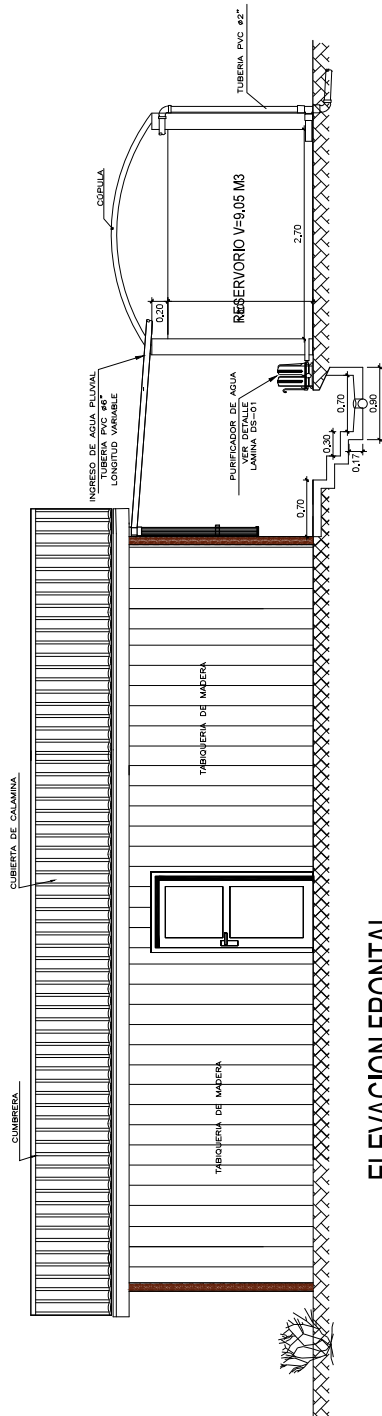 CUMBRERA
CUBIERTA DE CALAMINA
TABIQUERIA DE MADERA
TABIQUERIA DE MADERA
INGRESO DE AGUA PLUVIAL
TUBERIA PVC ø6"
LONGITUD VARIABLE
CÓPULA
TUBERIA PVC ø2"
0.20
RESERVORIO V=9.05 M3
2.70
PURIFICADOR DE AGUA
VER DETALLE
LAMINA DS-01
0.70
0.30
0.70
0.17
0.90
ELEVACION FRONTAL